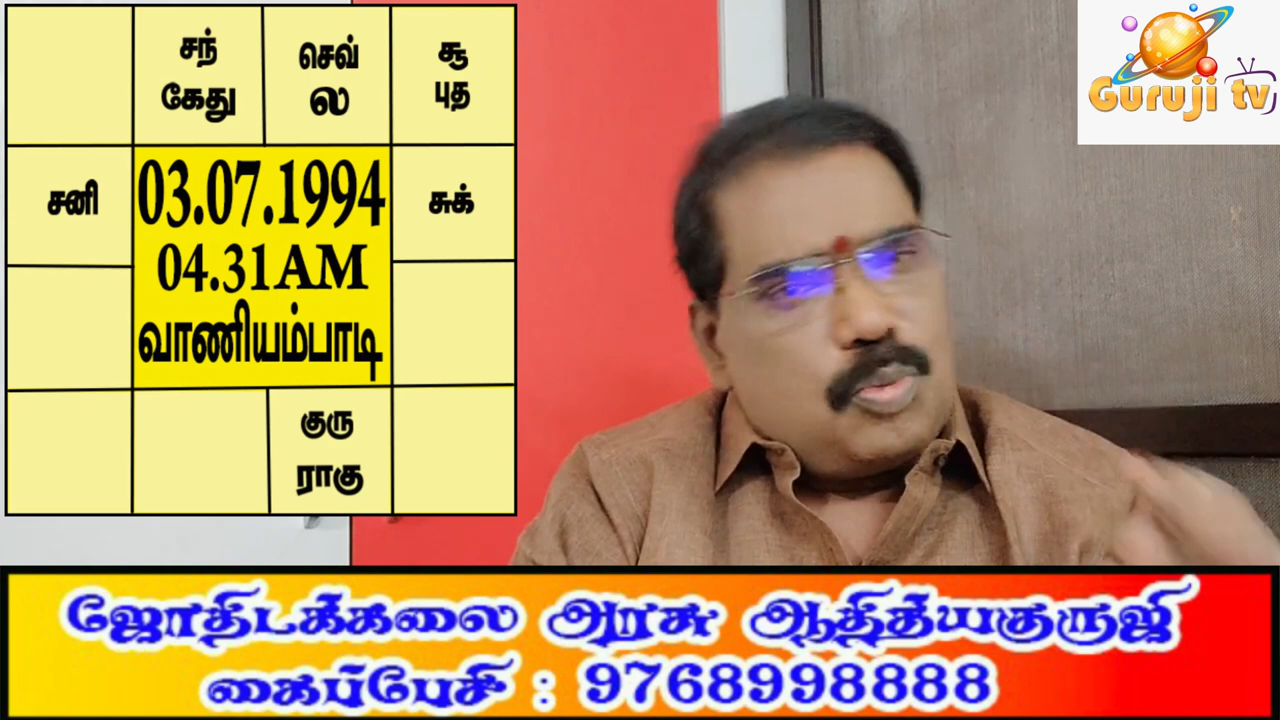 சந்
கேது
செவ்
ல
சூ
புத
சனி
03.07.1994
04.31AM
வாணியம்பாடி
சுக்
குரு
ராகு
Guruji tv
ஜோதிடக்கலை அரசு ஆதித்யகுருஜி
கைப்பேசி : 9768998888